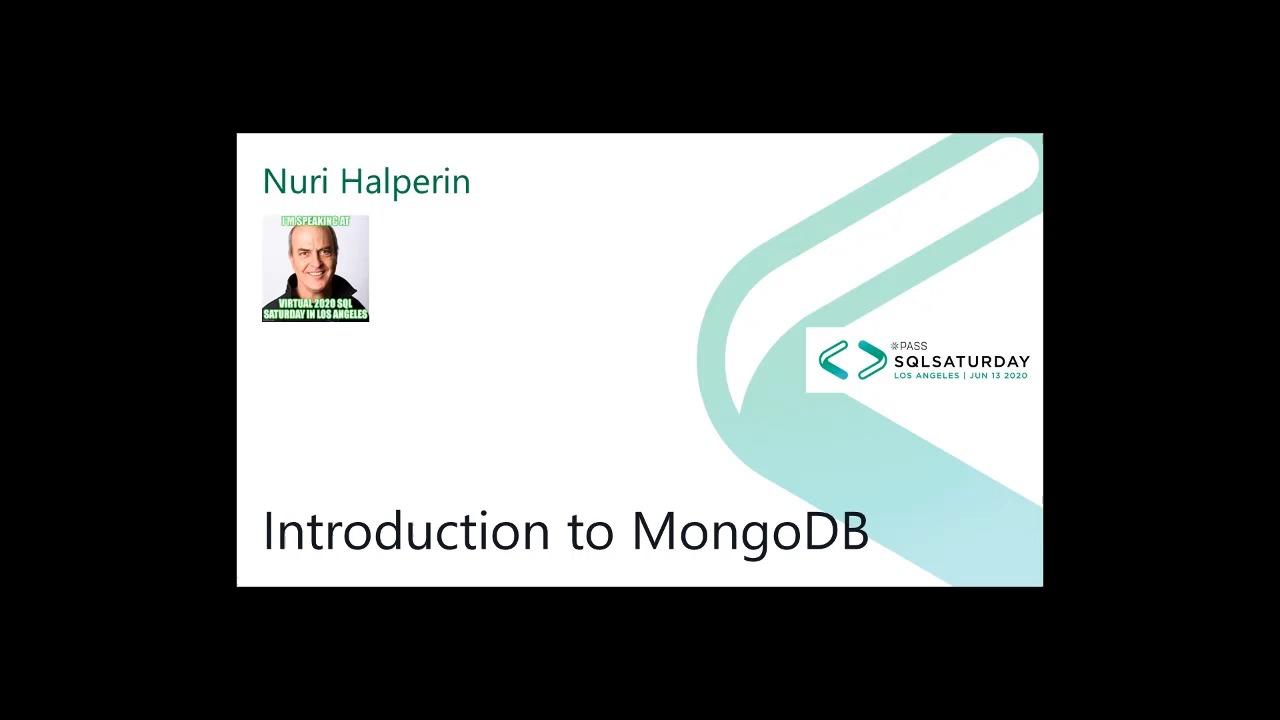 Nuri Halperin
I'M SPEAKING AT
VIRTUAL 2020 SQL
SATURDAY IN LOS ANGELES
PASS
SQLSATURDAY
LOS ANGELES | JUN 13 2020
Introduction to MongoDB